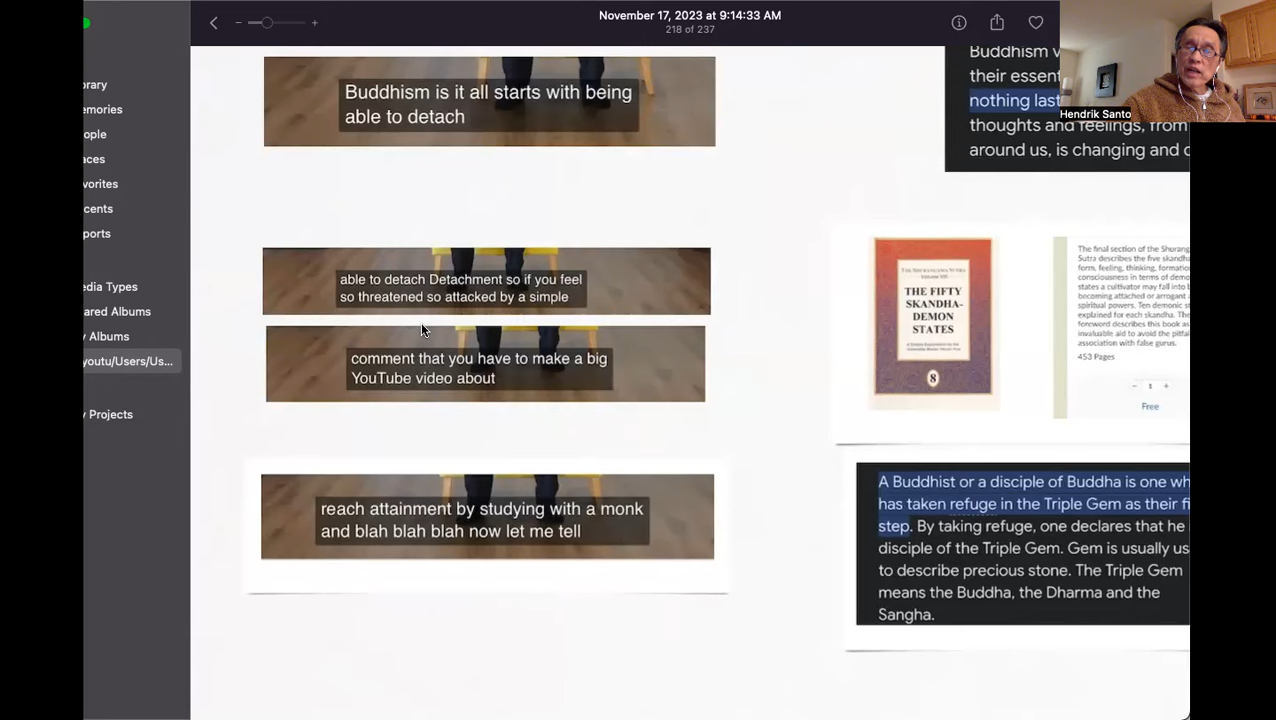 November 17, 2023 at 9:14:33 AM
218 of 237
Hendrik Santo
brary
emories
ople
aces
vorites
cents
ports
edia Types
ared Albums
y Albums
youtu/Users/Us...
y Projects
Buddhism is it all starts with being
able to detach
able to detach Detachment so if you feel
so threatened so attacked by a simple
comment that you have to make a big
YouTube video about
reach attainment by studying with a monk
and blah blah blah now let me tell
Buddhism v
their essent
nothing last
thoughts and feelings, from
around us, is changing and c
THE SHURANGAMA SUTRA
VOLUME VIII
THE FIFTY
SKANDHA-
DEMON
STATES
8
The final section of the Shurang
Sutra describes the five skandha
form, feeling, thinking, formation
consciousness in terms of demo
states a cultivator may fall into b
becoming attached or arrogant a
spiritual powers. Ten demonic s
explained for each skandha. The
foreword describes this book as
invaluable aid to avoid the pitfal
association with false gurus.
453 Pages
− 1 +
Free
A Buddhist or a disciple of Buddha is one wh
has taken refuge in the Triple Gem as their fi
step. By taking refuge, one declares that he
disciple of the Triple Gem. Gem is usually us
to describe precious stone. The Triple Gem
means the Buddha, the Dharma and the
Sangha.